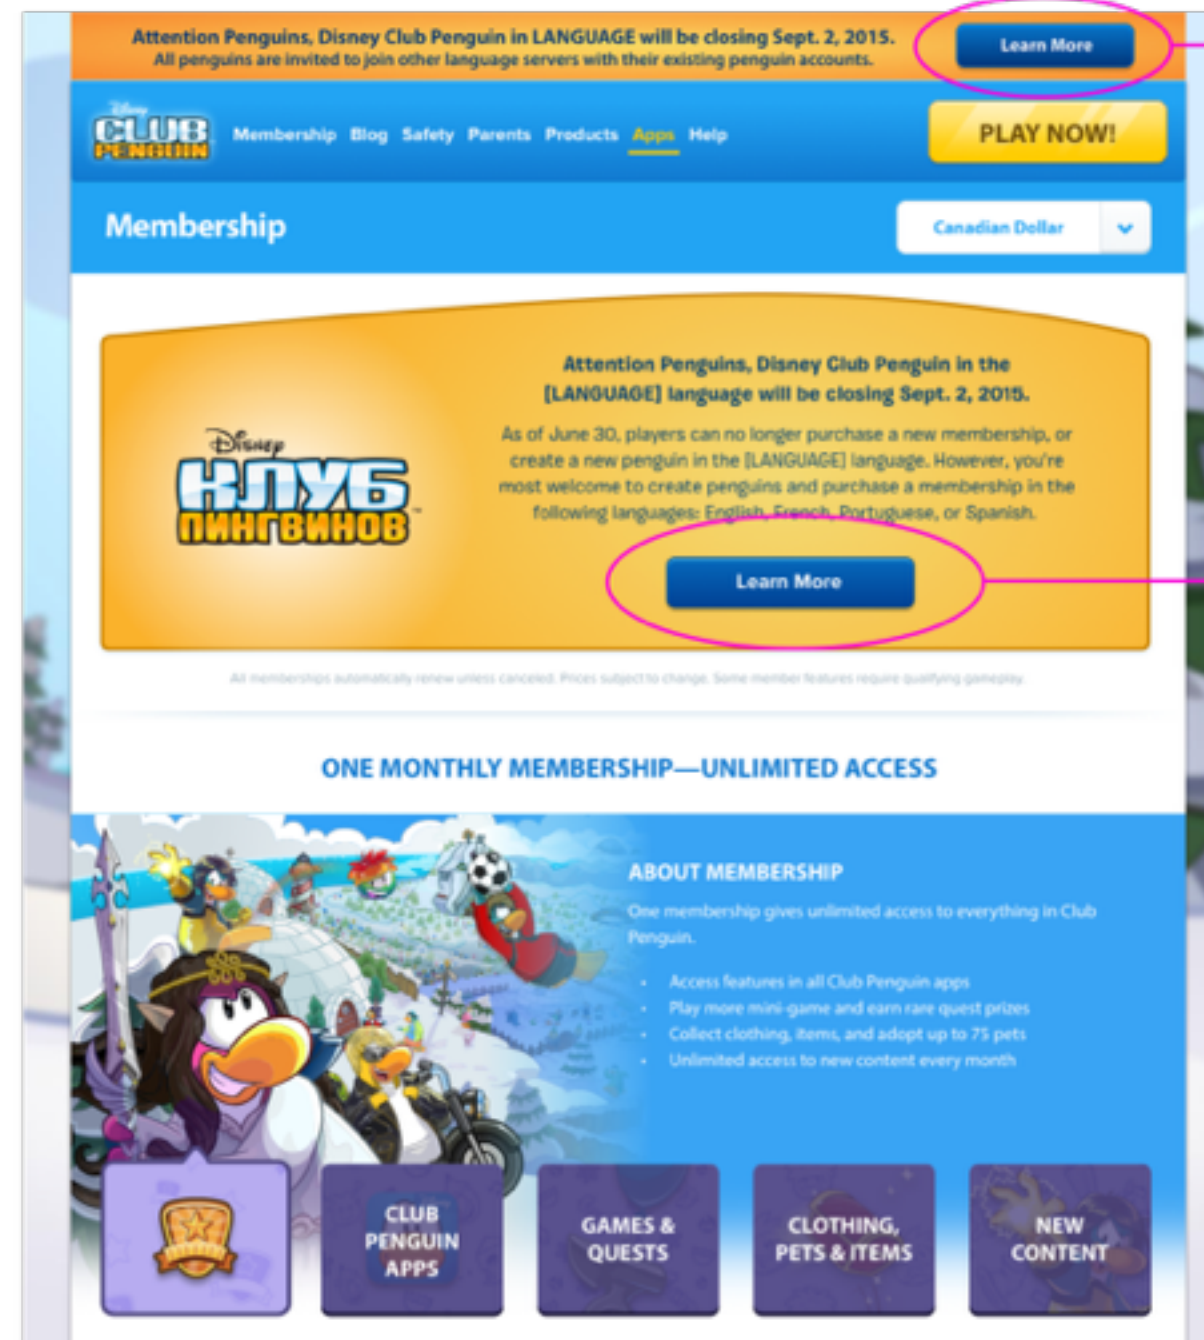 Attention Penguins, Disney Club Penguin in LANGUAGE will be closing Sept. 2, 2015.
All penguins are invited to join other language servers with their existing penguin accounts.
Learn More
Disney
CLUB
PENGUIN
Membership Blog Safety Parents Products Apps Help
PLAY NOW!
Membership
Canadian Dollar
Attention Penguins, Disney Club Penguin in the
[LANGUAGE] language will be closing Sept. 2, 2015.
As of June 30, players can no longer purchase a new membership, or
create a new penguin in the [LANGUAGE] language. However, you're
most welcome to create penguins and purchase a membership in the
following languages: English, French, Portuguese, or Spanish.
Disney
КЛУБ
ПИНГВИНОВ
Learn More
All memberships automatically renew unless canceled. Prices subject to change. Some member features require qualifying gameplay.
ONE MONTHLY MEMBERSHIP—UNLIMITED ACCESS
ABOUT MEMBERSHIP
One membership gives unlimited access to everything in Club
Penguin.
• Access features in all Club Penguin apps
• Play more mini-game and earn rare quest prizes
• Collect clothing, items, and adopt up to 75 pets
• Unlimited access to new content every month
CLUB
PENGUIN
APPS
GAMES &
QUESTS
CLOTHING,
PETS & ITEMS
NEW
CONTENT